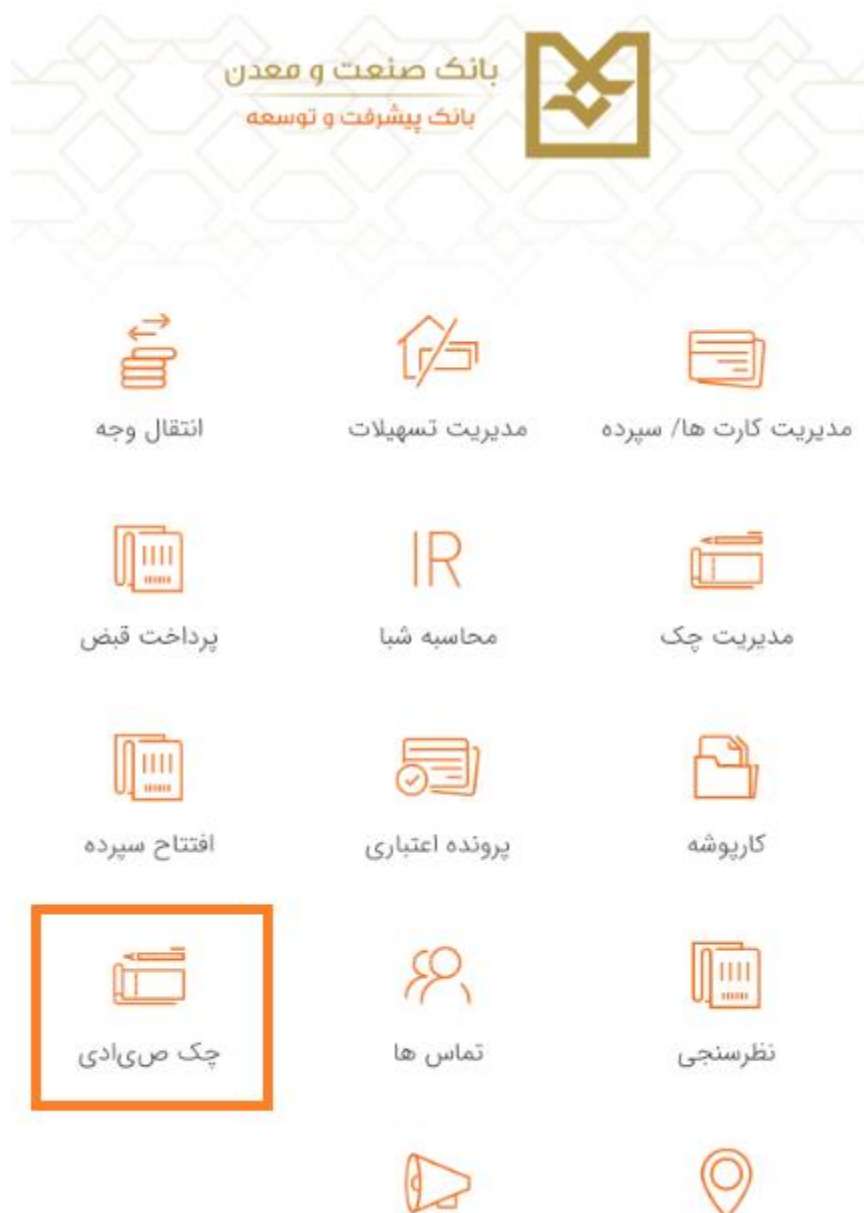 بانک صنعت و معدن
بانک پیشرفت و توسعه
مدیریت کارت ها/ سپرده
مدیریت تسهیلات
انتقال وجه
IR
مدیریت چک
محاسبه شبا
پرداخت قبض
کارپوشه
پرونده اعتباری
افتتاح سپرده
نظرسنجی
تماس ها
چک ص‌یادی